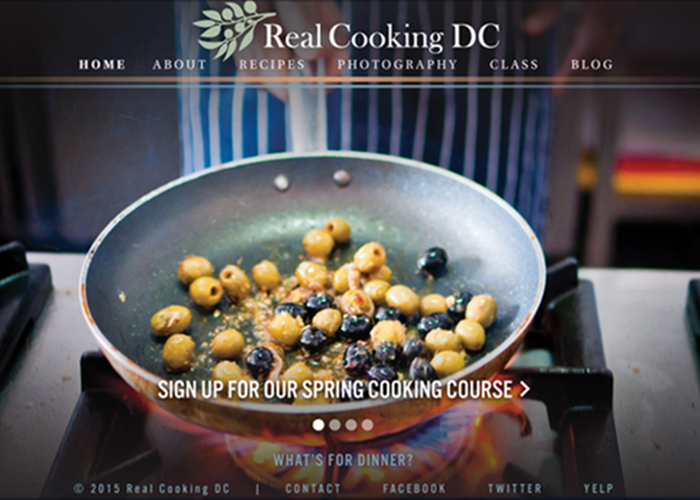 Real Cooking DC
HOME ABOUT RECIPES PHOTOGRAPHY CLASS BLOG
SIGN UP FOR OUR SPRING COOKING COURSE >
WHAT'S FOR DINNER?
© 2015 Real Cooking DC | CONTACT FACEBOOK TWITTER YELP